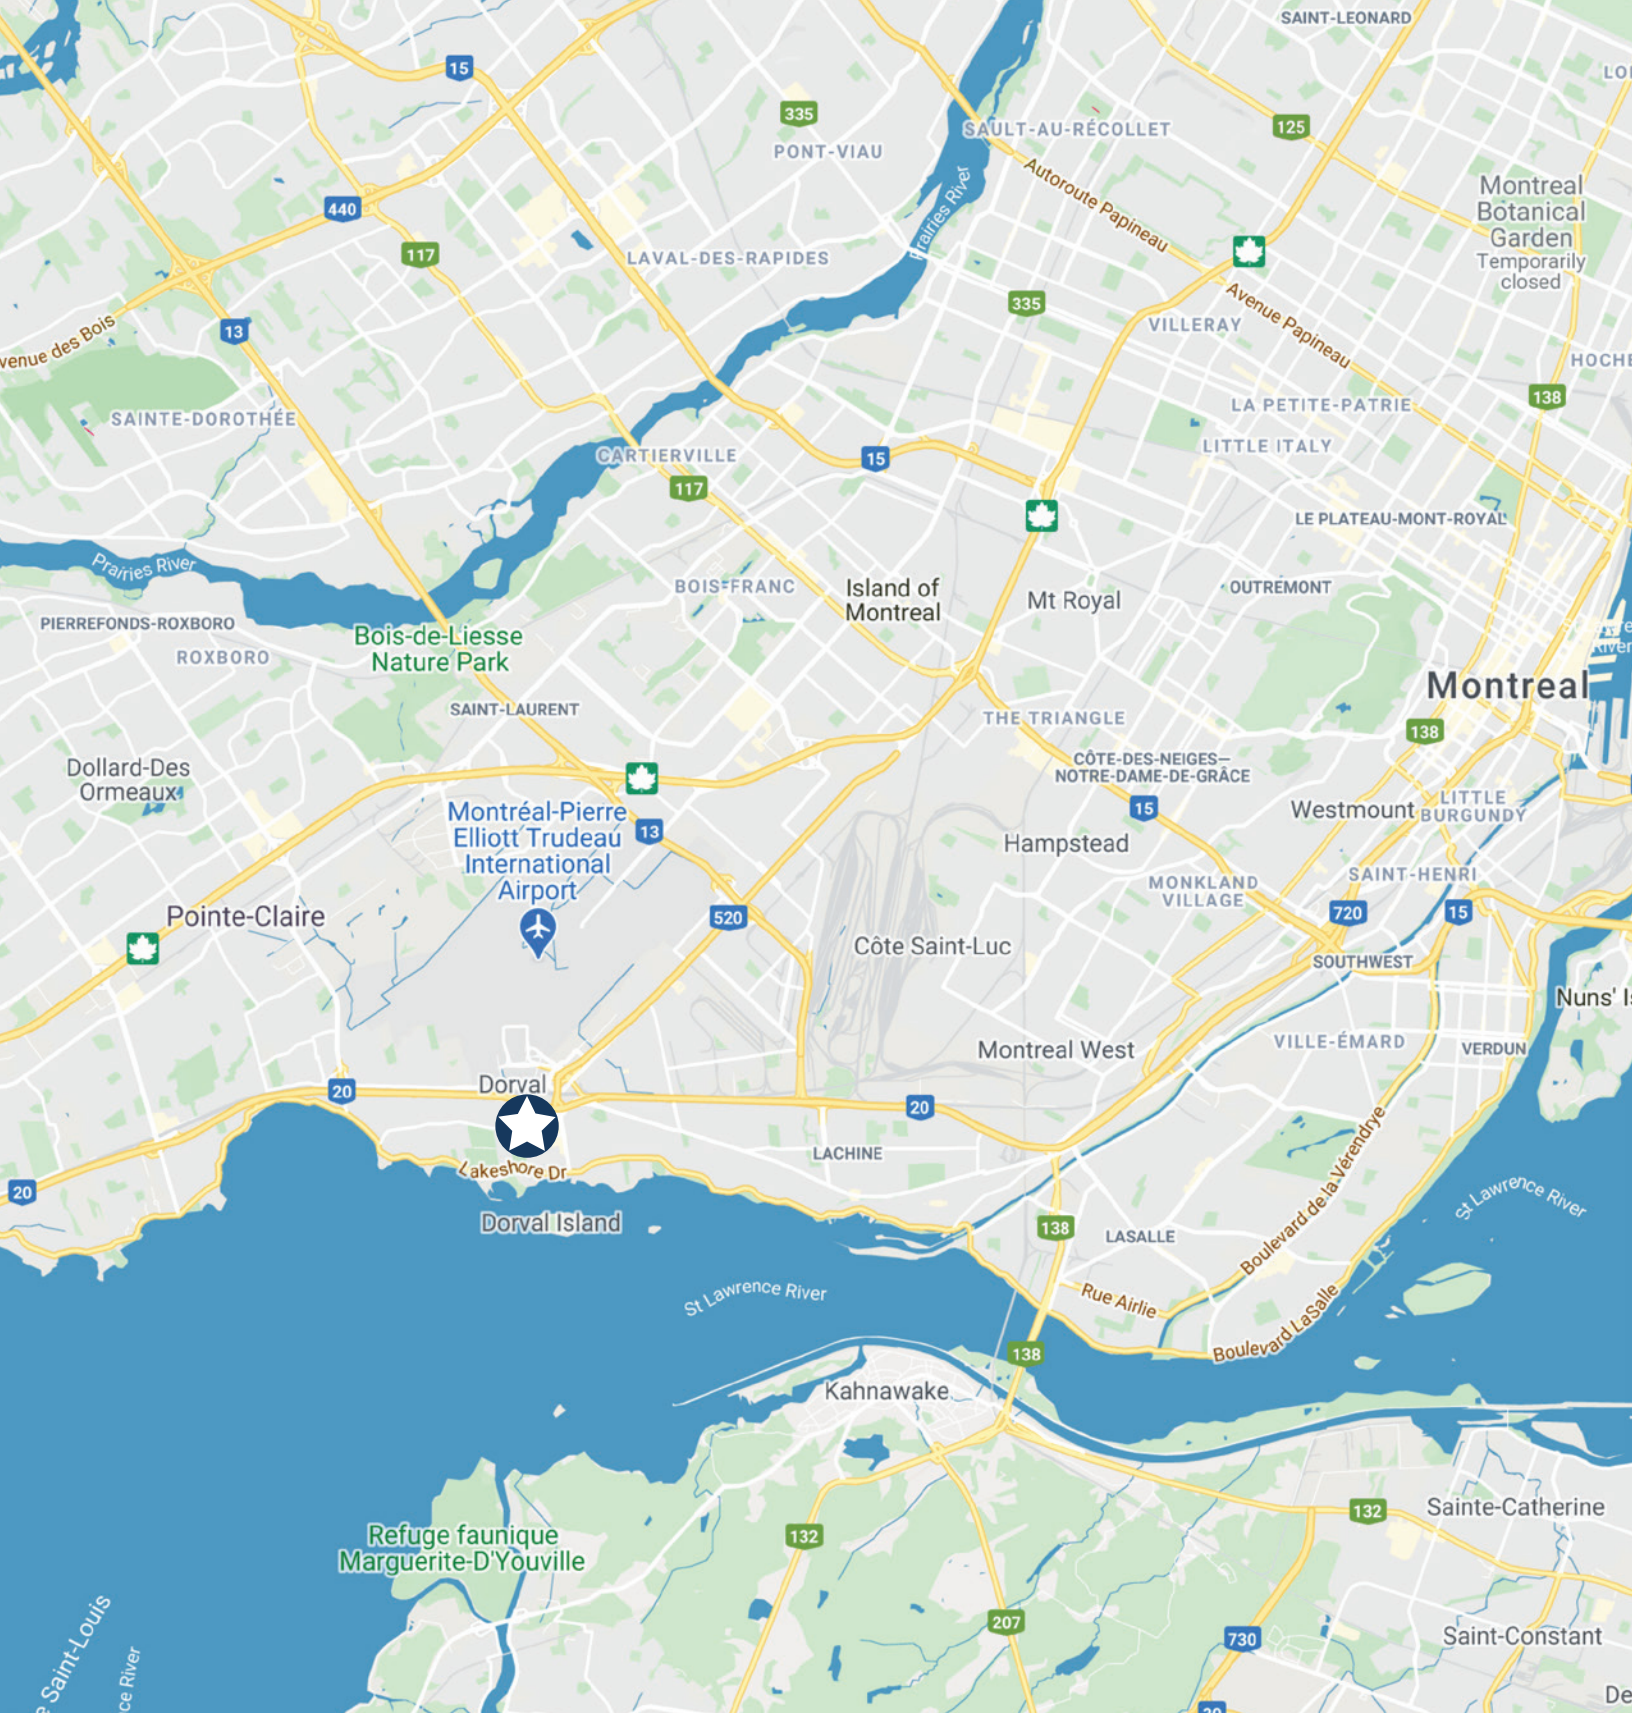 SAINT-LEONARD
15
335
PONT-VIAU
SAULT-AU-RÉCOLLET
125
Prairies River
Autoroute Papineau
Montreal
Botanical
Garden
Temporarily
closed
440
117
LAVAL-DES-RAPIDES
335
VILLERAY
Avenue Papineau
13
venue des Bois
HOCHE
138
SAINTE-DOROTHÉE
LA PETITE-PATRIE
LITTLE ITALY
CARTIERVILLE
15
117
LE PLATEAU-MONT-ROYAL
Prairies River
BOIS-FRANC
Island of
Montreal
Mt Royal
OUTREMONT
PIERREFONDS-ROXBORO
ROXBORO
Bois-de-Liesse
Nature Park
Montreal
SAINT-LAURENT
THE TRIANGLE
138
CÔTE-DES-NEIGES–
NOTRE-DAME-DE-GRÂCE
Dollard-Des
Ormeaux
Montréal-Pierre
Elliott Trudeau
International
Airport
13
15
Westmount
LITTLE
BURGUNDY
Hampstead
SAINT-HENRI
MONKLAND
VILLAGE
Pointe-Claire
520
720
15
Côte Saint-Luc
SOUTHWEST
Nuns' I
VILLE-ÉMARD
VERDUN
Montreal West
Dorval
20
20
LACHINE
Lakeshore Dr
20
Dorval Island
138
LASALLE
Boulevard de la Vérendrye
St Lawrence River
St Lawrence River
Rue Airlie
Boulevard LaSalle
138
Kahnawake
132
132
Sainte-Catherine
Refuge faunique
Marguerite-D'Youville
207
730
Saint-Constant
Saint-Louis
ce River
De